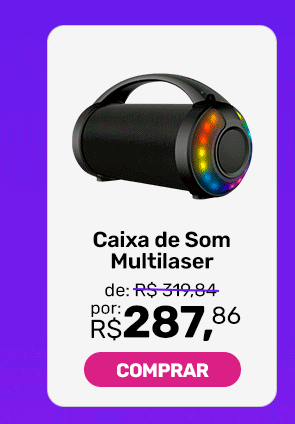 Caixa de Som
Multilaser
de: R$ 319,84
por:
R$287,86
COMPRAR